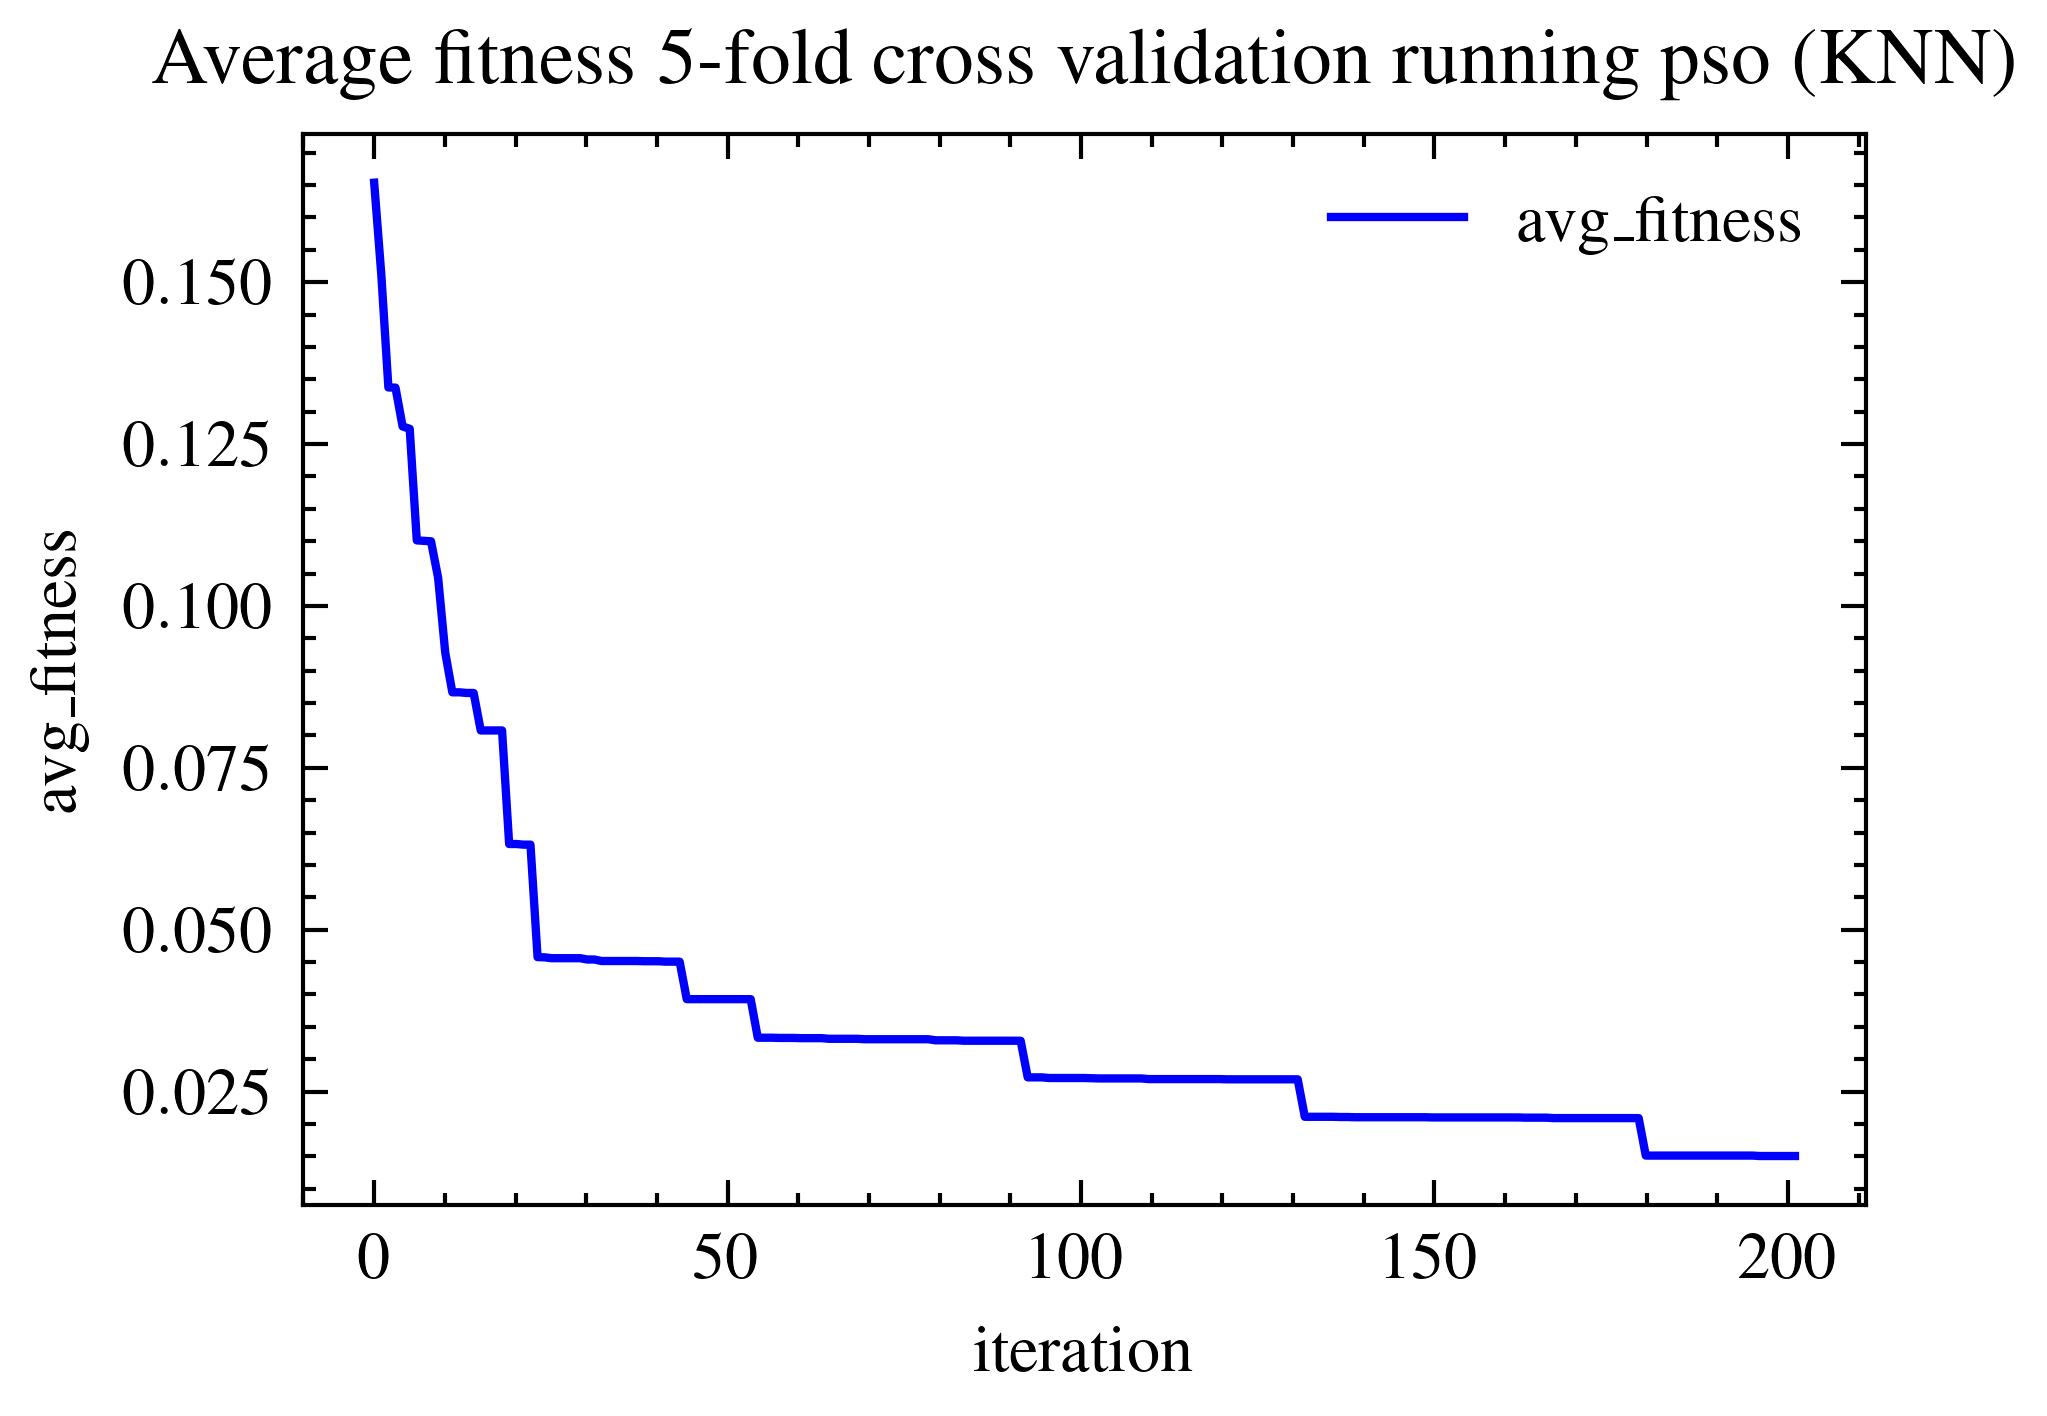 Average fitness 5-fold cross validation running pso (KNN)
avg_fitness
0.150
0.125
0.100
0.075
0.050
0.025
avg_fitness
0 50 100 150 200
iteration